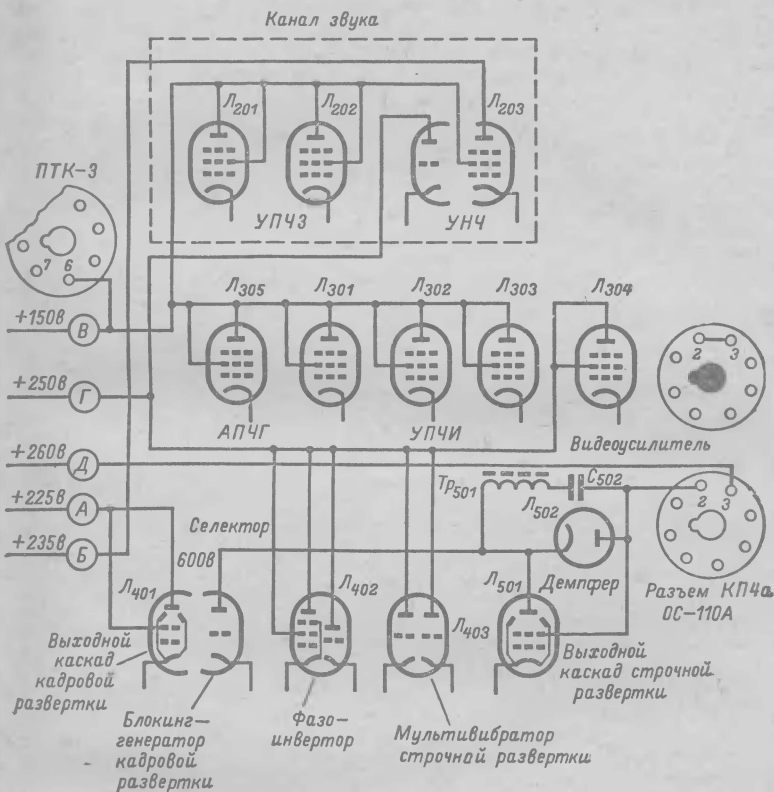 Канал звука
Л201
Л202
Л203
ПТК-3
УПЧЗ
УНЧ
7
6
Л305
Л301
Л302
Л303
Л304
+150В
В
2
3
+250В
Г
АПЧГ
УПЧИ
Видеоусилитель
+260В
Д
Тр501
С502
2
3
+225В
А
Л502
Селектор
+235В
Б
600В
Л401
Л402
Л501
Демпфер
Разъем КП4а
ОС-110А
Л403
Выходной
каскад
кадровой
развертки
Выходной
каскад строчной
развертки
Блокинг-
генератор
кадровой
развертки
Фазо-
инвертор
Мультивибратор
строчной развертки